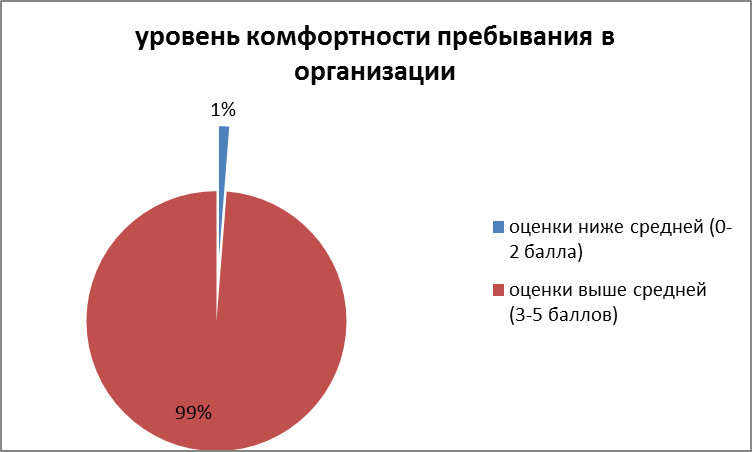 уровень комфортности пребывания в
организации
1%
оценки ниже средней (0-
2 балла)
оценки выше средней
(3-5 баллов)
99%